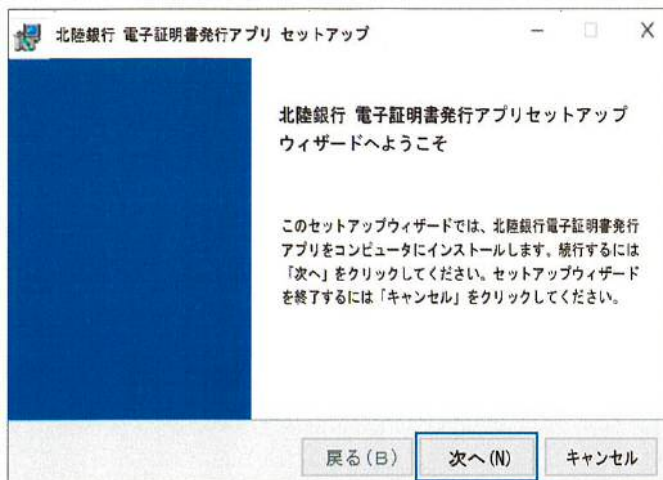 北陸銀行 電子証明書発行アプリ セットアップ
北陸銀行 電子証明書発行アプリセットアップ
ウィザードへようこそ
このセットアップウィザードでは、北陸銀行電子証明書発行
アプリをコンピュータにインストールします。続行するには
「次へ」をクリックしてください。セットアップウィザード
を終了するには「キャンセル」をクリックしてください。
戻る(B) 次へ(N) キャンセル